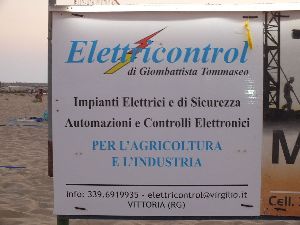 Elettricontrol
di Giombattista Tommaseo
Impianti Elettrici e di Sicurezza
Automazioni e Controlli Elettronici
PER L'AGRICOLTURA
E L'INDUSTRIA
Info: 339.6919935 - elettricontrol@virgilio.it
VITTORIA (RG)
M
Cell.